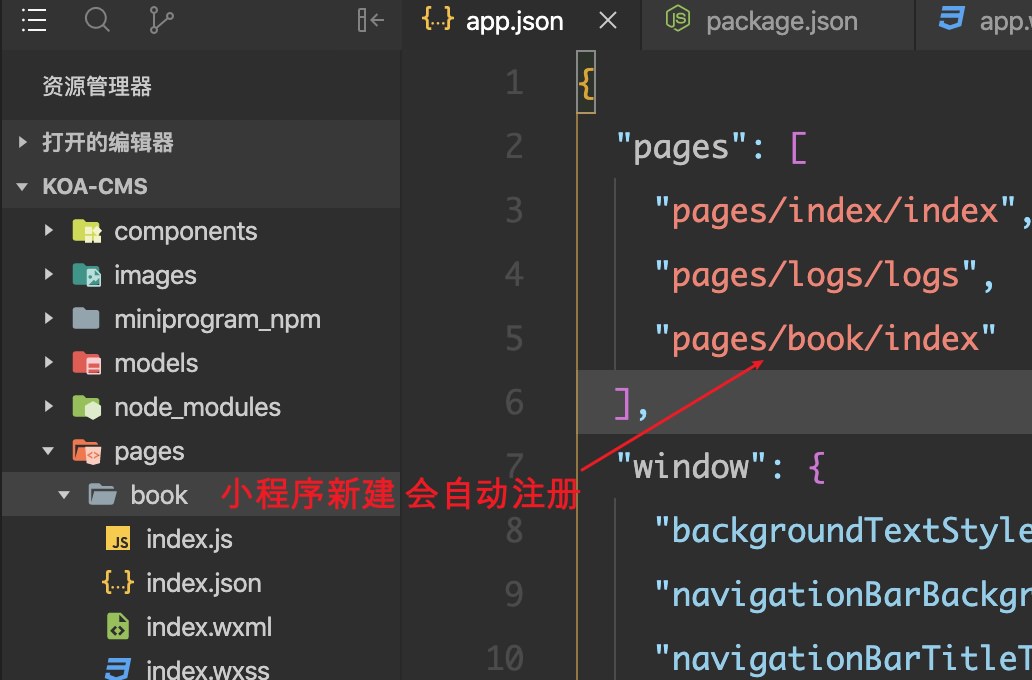 app.json
package.json
资源管理器
打开的编辑器
KOA-CMS
components
images
miniprogram_npm
models
node_modules
pages
book
小程序新建 会自动注册
index.js
index.json
index.wxml
index.wxss
1 {
2 "pages": [
3 "pages/index/index",
4 "pages/logs/logs",
5 "pages/book/index"
6 ],
7 "window": {
8 "backgroundTextStyle
9 "navigationBarBackgr
10 "navigationBarTitleT